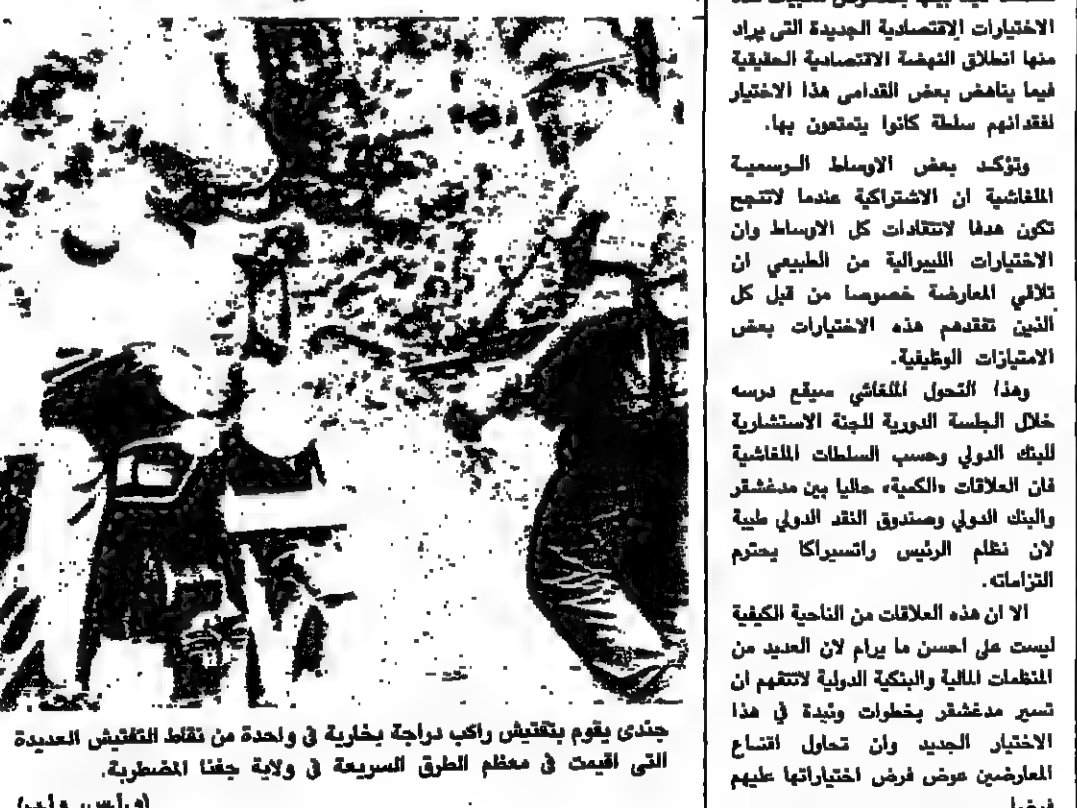 الاختيارات الاقتصادية الجديدة التى يراد
منها انطلاق النهضة الاقتصادية الحقيقية
فيما يناهض بعض القدامى هذا الاختيار
لفقدانهم سلطة كانوا يتمتعون بها.
وتؤكد بعض الاوساط الرسمية
الملغاشية ان الاشتراكية عندما لاتنجح
تكون هدفا لانتقادات كل الاوساط وان
الاختيارات الليبرالية من الطبيعي ان
تلاقي المعارضة خصوصا من قبل كل
الذين تفقدهم هذه الاختيارات بعض
الامتيازات الوظيفية.
وهذا التحول الملغاشي سيقع درسه
خلال الجلسة الدورية للجنة الاستشارية
للبنك الدولي وحسب السلطات الملغاشية
فان العلاقات «الكمية» حاليا بين مدغشقر
والبنك الدولي وصندوق النقد الدولي طيبة
لان نظام الرئيس راتسيراكا يحترم
التزاماته.
الا ان هذه العلاقات من الناحية الكيفية
ليست على احسن ما يرام لان العديد من
المنظمات المالية والبنكية الدولية لاتتفهم ان
تسير مدغشقر بخطوات وئيدة في هذا
الاختيار الجديد وان تحاول اقناع
المعارضين عوض فرض اختياراتها عليهم
جندى يقوم بتفتيش راكب دراجة بخارية فى واحدة من نقاط التفتيش العديدة
التى اقيمت فى معظم الطرق السريعة فى ولاية جفنا المضطربة.